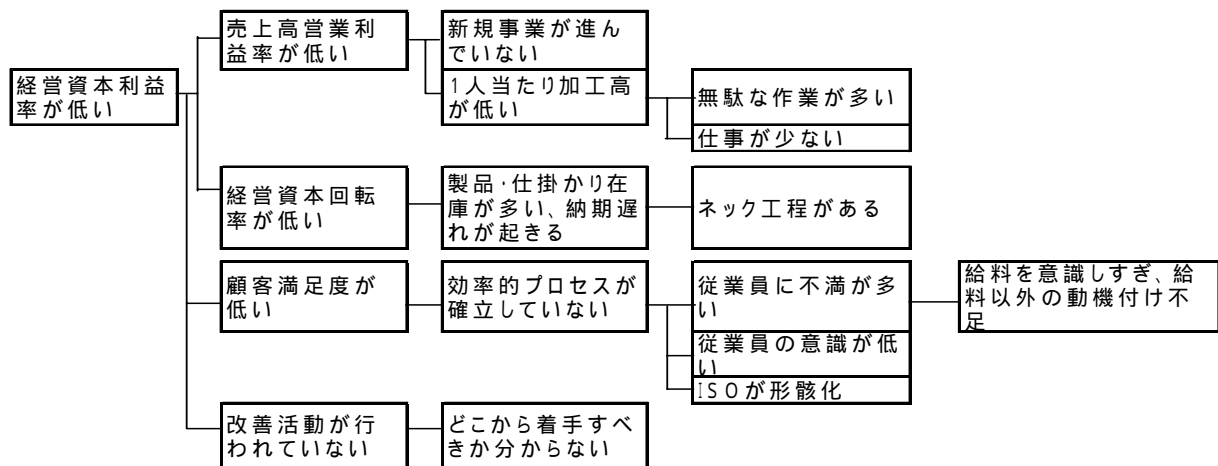 経営資本利益
率が低い
売上高営業利
益率が低い
新規事業が進ん
でいない
1人当たり加工高
が低い
無駄な作業が多い
仕事が少ない
経営資本回転
率が低い
製品・仕掛かり在
庫が多い、納期遅
れが起きる
ネック工程がある
顧客満足度が
低い
効率的プロセスが
確立していない
従業員に不満が多
い
給料を意識しすぎ、給
料以外の動機付け不
足
従業員の意識が低
い
ISOが形骸化
改善活動が行
われていない
どこから着手すべ
きか分からない